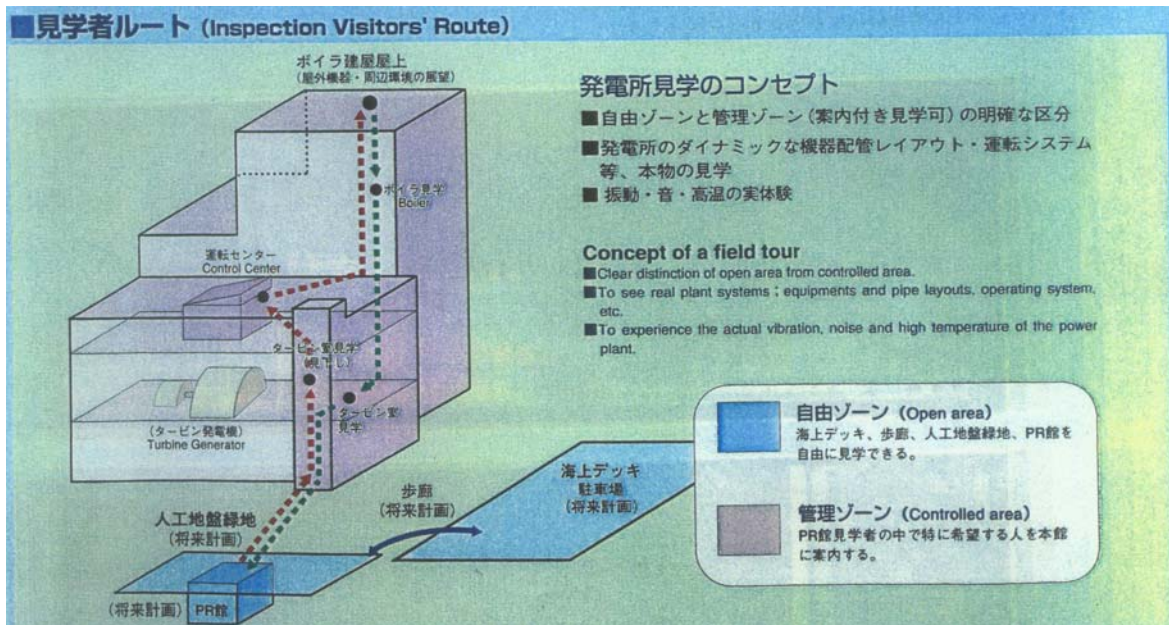 ■見学者ルート (Inspection Visitors' Route)
ボイラ建屋屋上
(屋外機器・周辺環境の展望)
ボイラ見学
Boiler
運転センター
Control Center
タービン室見学
(見下し)
(タービン発電機)
Turbine Generator
タービン室
見学
人工地盤緑地
(将来計画)
(将来計画)
PR館
歩廊
(将来計画)
海上デッキ
駐車場
(将来計画)
発電所見学のコンセプト
■自由ゾーンと管理ゾーン(案内付き見学可)の明確な区分
■発電所のダイナミックな機器配管レイアウト・運転システム
等、本物の見学
■振動・音・高温の実体験
Concept of a field tour
■Clear distinction of open area from controlled area.
■To see real plant systems : equipments and pipe layouts, operating system,
etc.
■To experience the actual vibration, noise and high temperature of the power
plant.
自由ゾーン (Open area)
海上デッキ、歩廊、人工地盤緑地、PR館を
自由に見学できる。
管理ゾーン (Controlled area)
PR館見学者の中で特に希望する人を本館
に案内する。